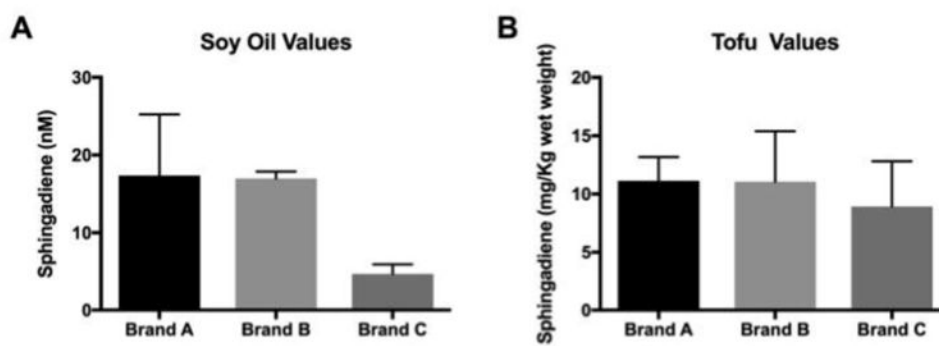 A
Soy Oil Values
Sphingadiene (nM)
30
20
10
0
Brand A Brand B Brand C
B
Tofu Values
Sphingadiene (mg/Kg wet weight)
20
15
10
5
0
Brand A Brand B Brand C